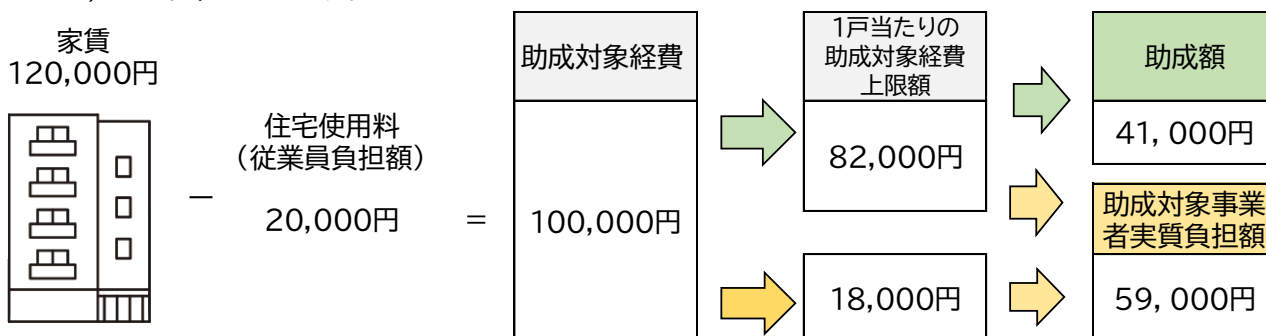 家賃
120,000円
－
住宅使用料
（従業員負担額）
20,000円
＝
助成対象経費
100,000円
1戸当たりの
助成対象経費
上限額
82,000円
18,000円
助成額
41，000円
助成対象事業
者実質負担額
59，000円